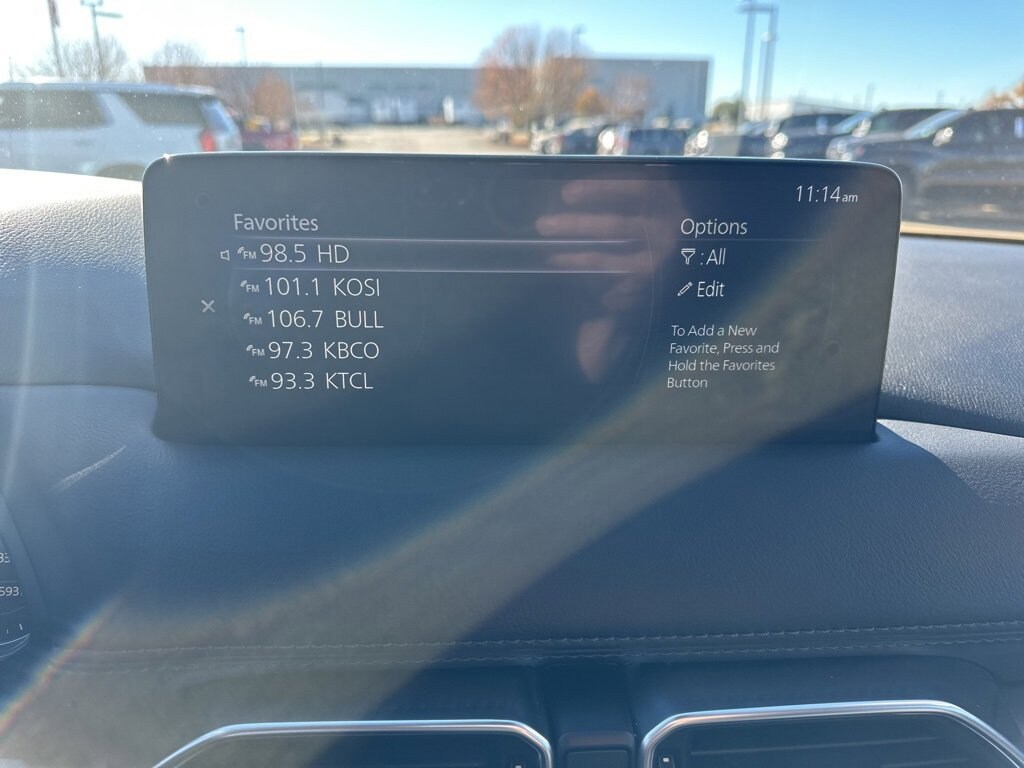 11:14am
Favorites
FM 98.5 HD
FM 101.1 KOSI
FM 106.7 BULL
FM 97.3 KBCO
FM 93.3 KTCL
Options
: All
Edit
To Add a New
Favorite, Press and
Hold the Favorites
Button
593